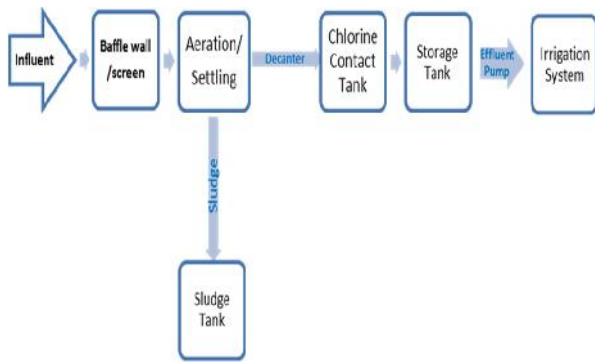 Influent
Baffle wall
/screen
Aeration/
Settling
Decanter
Chlorine
Contact
Tank
Storage
Tank
Effluent
Pump
Irrigation
System
Sludge
Sludge
Tank